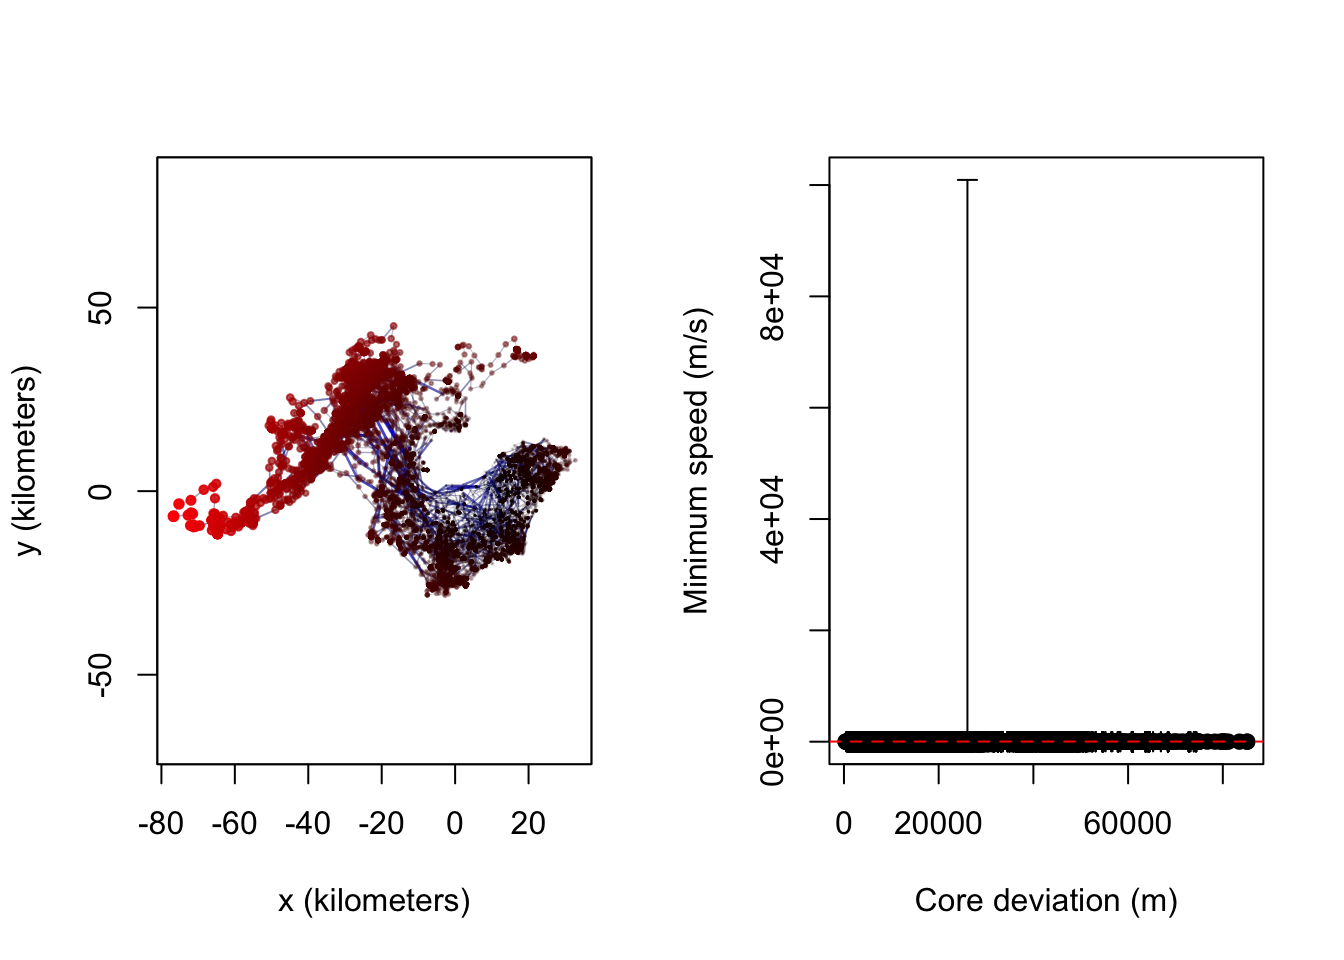 y (kilometers)
50
0
-50
-80 -60 -40 -20 0 20
x (kilometers)
Minimum speed (m/s)
8e+04
4e+04
0e+00
0 20000 60000
Core deviation (m)